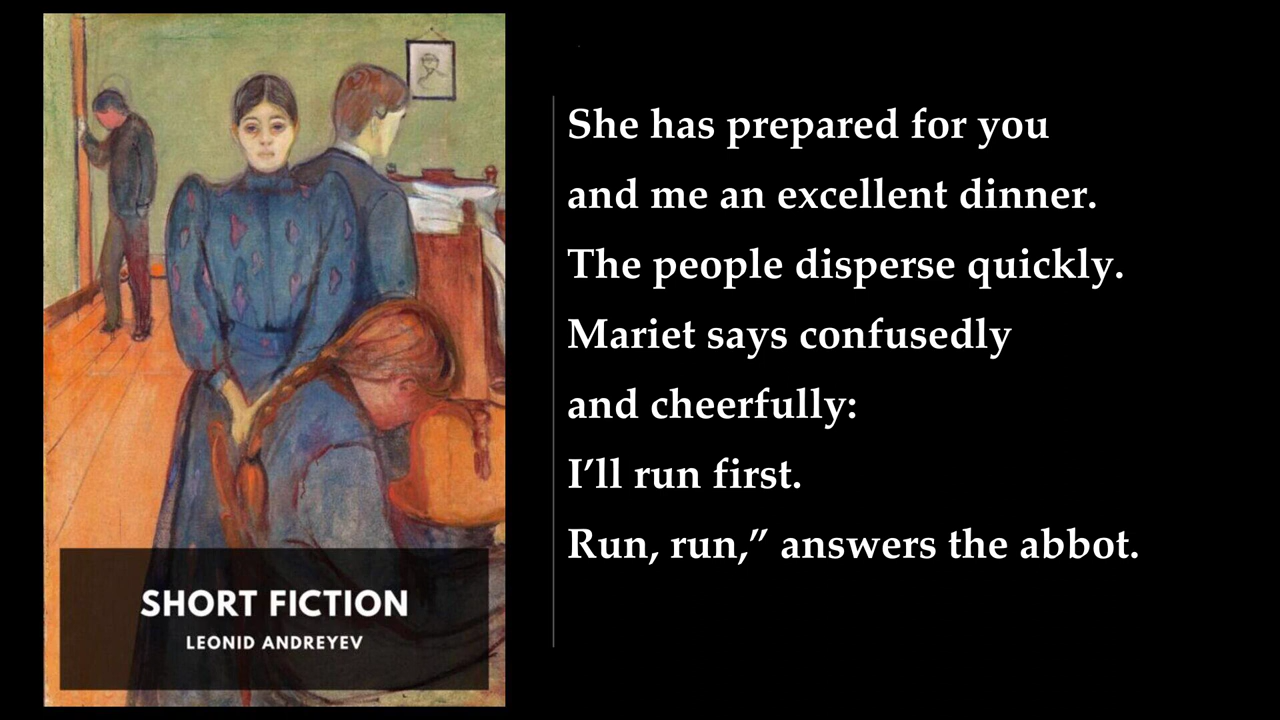 SHORT FICTION
LEONID ANDREYEV
She has prepared for you
and me an excellent dinner.
The people disperse quickly.
Mariet says confusedly
and cheerfully:
I’ll run first.
Run, run,” answers the abbot.